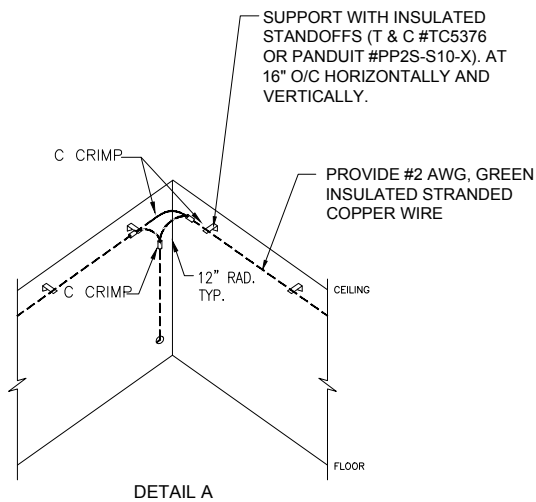 SUPPORT WITH INSULATED
STANDOFFS (T & C #TC5376
OR PANDUIT #PP2S-S10-X). AT
16" O/C HORIZONTALLY AND
VERTICALLY.
C CRIMP
PROVIDE #2 AWG, GREEN
INSULATED STRANDED
COPPER WIRE
C CRIMP
12" RAD.
TYP.
CEILING
FLOOR
DETAIL A